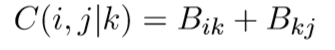 C(i, j|k) = B_{ik} + B_{kj}